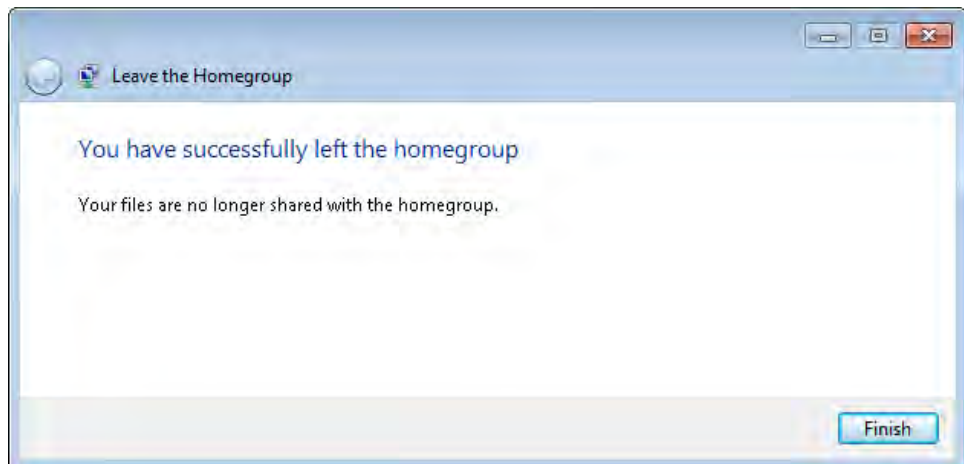 Leave the Homegroup
You have successfully left the homegroup
Your files are no longer shared with the homegroup.
Finish